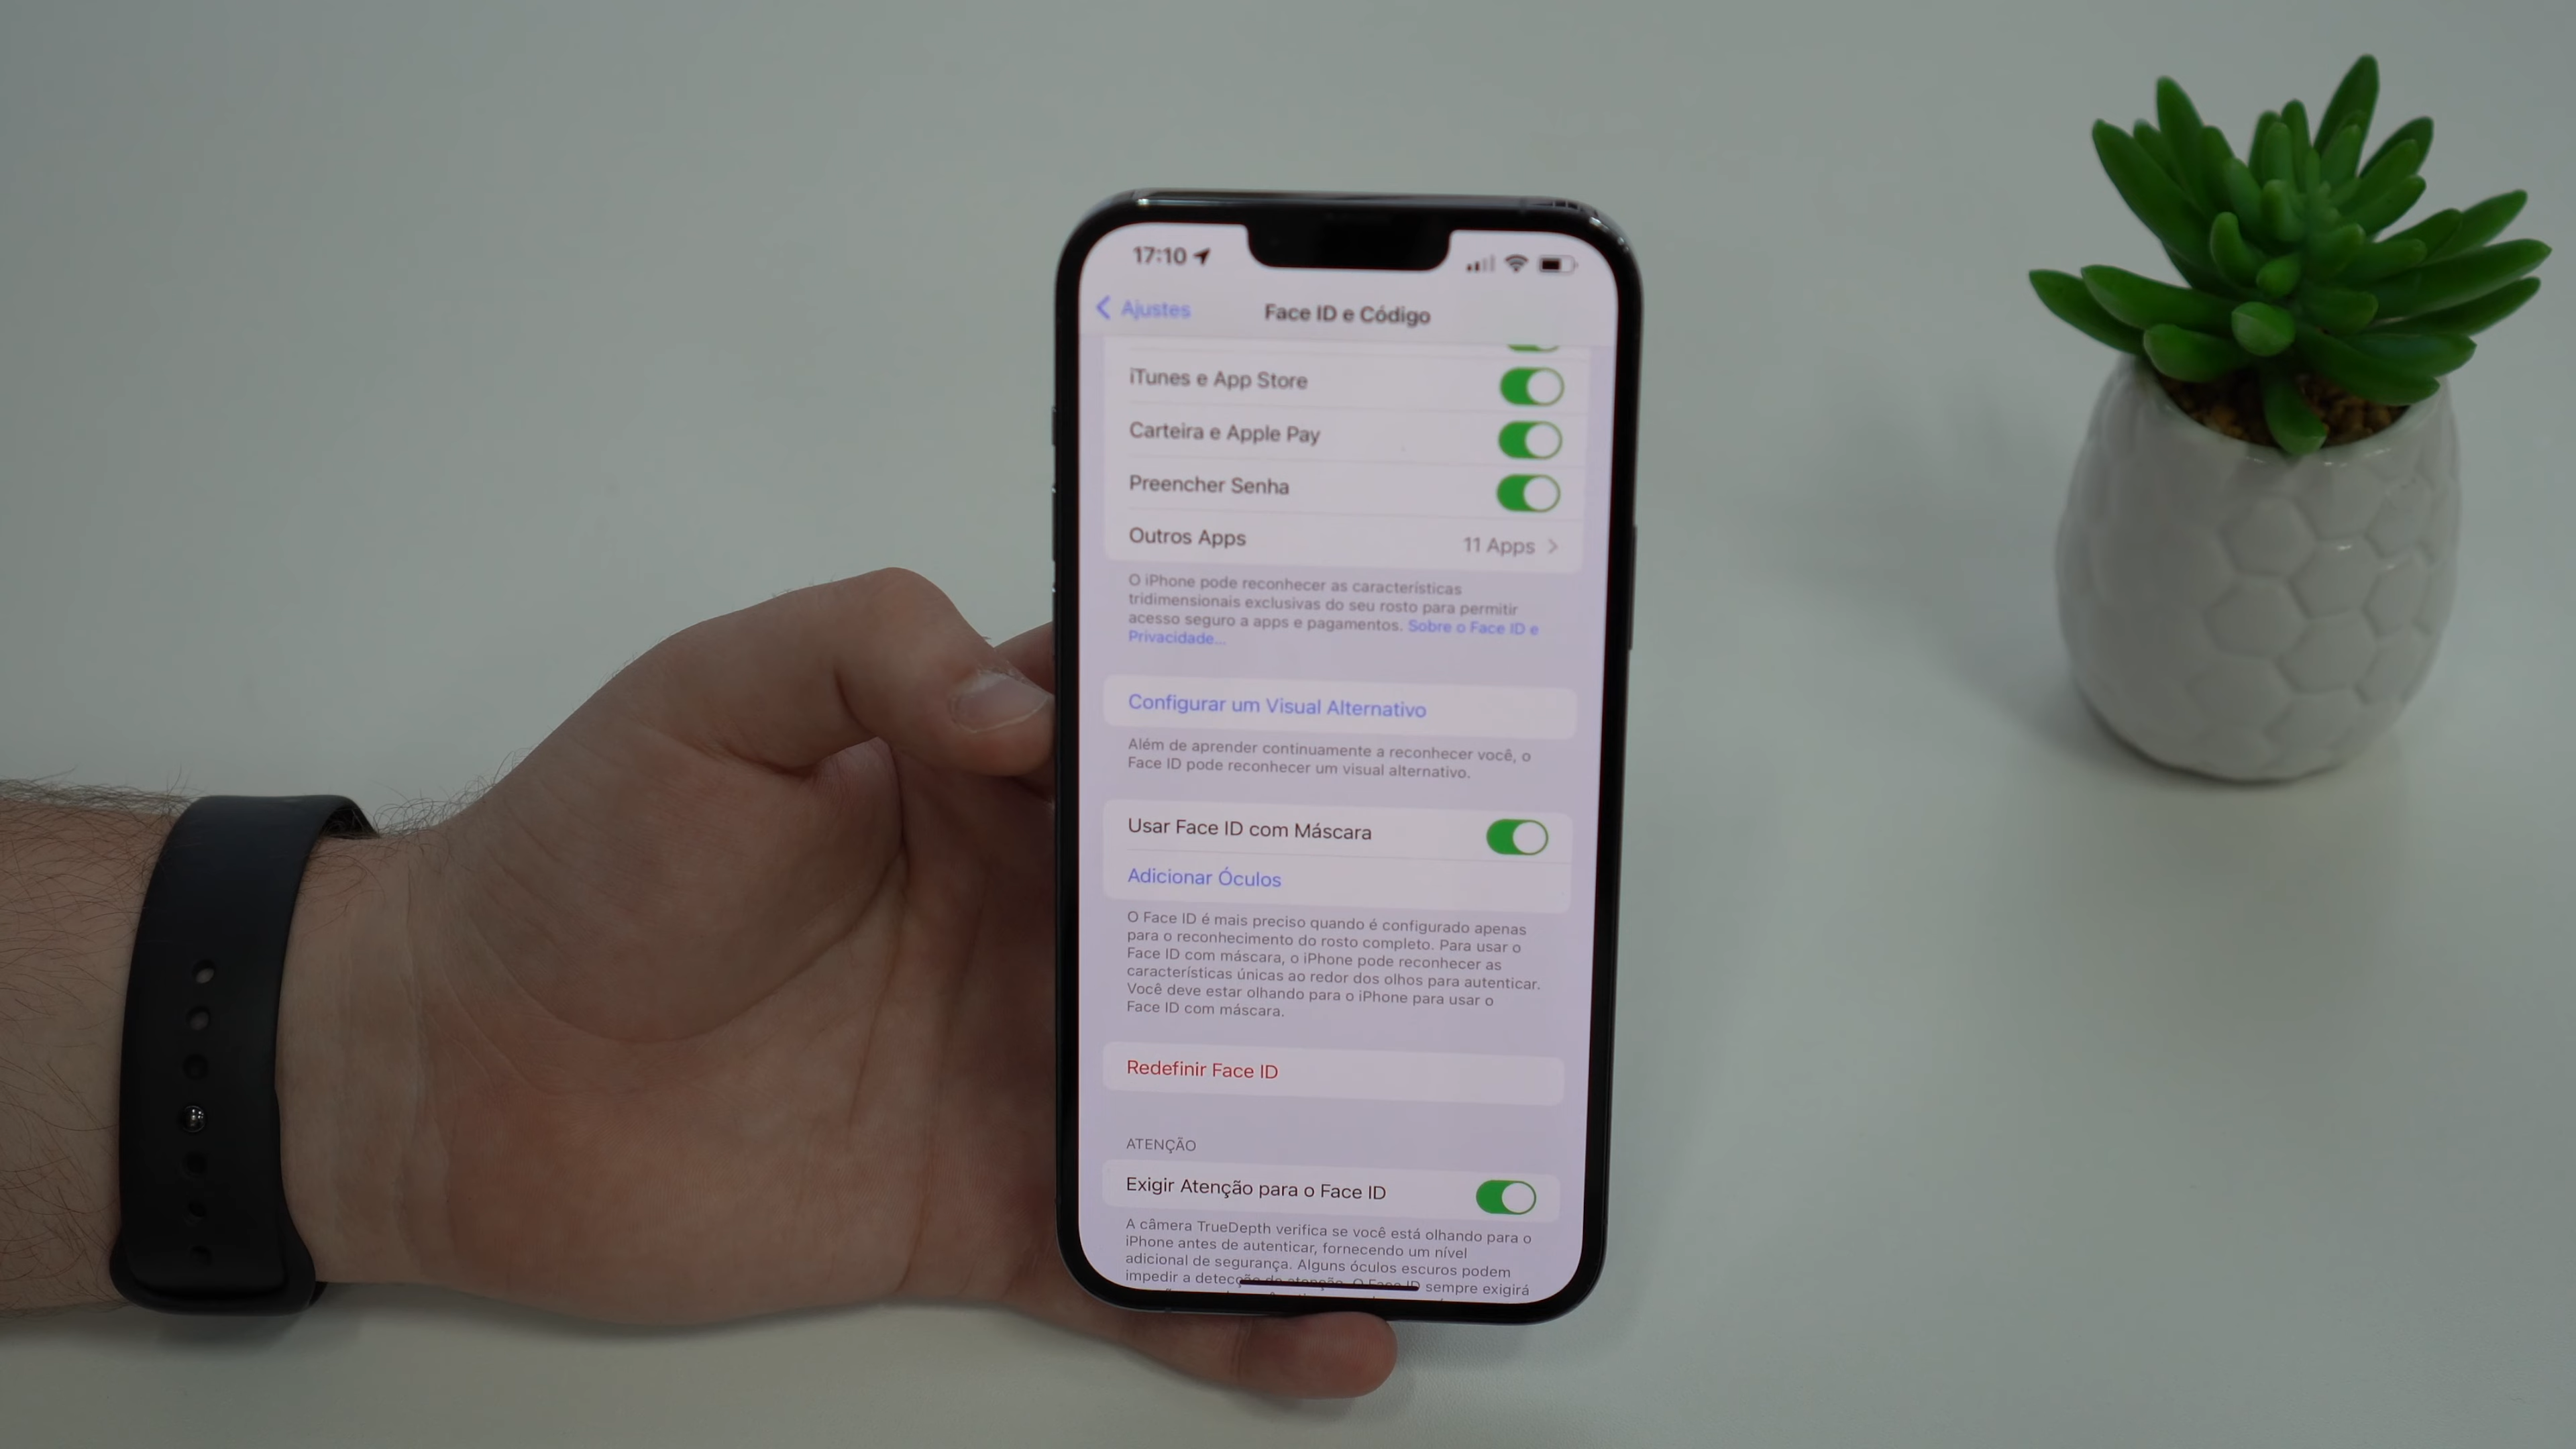 17:10
Ajustes
Face ID e Código
iTunes e App Store
Carteira e Apple Pay
Preencher Senha
Outros Apps 11 Apps
O iPhone pode reconhecer as características
tridimensionais exclusivas do seu rosto para permitir
acesso seguro a apps e pagamentos. Sobre o Face ID e
Privacidade...
Configurar um Visual Alternativo
Além de aprender continuamente a reconhecer você, o
Face ID pode reconhecer um visual alternativo.
Usar Face ID com Máscara
Adicionar Óculos
O Face ID é mais preciso quando é configurado apenas
para o reconhecimento do rosto completo. Para usar o
Face ID com máscara, o iPhone pode reconhecer as
características únicas ao redor dos olhos para autenticar.
Você deve estar olhando para o iPhone para usar o
Face ID com máscara.
Redefinir Face ID
ATENÇÃO
Exigir Atenção para o Face ID
A câmera TrueDepth verifica se você está olhando para o
iPhone antes de autenticar, fornecendo um nível
adicional de segurança. Alguns óculos escuros podem
impedir a detecção de atenção. O Face ID sempre exigirá